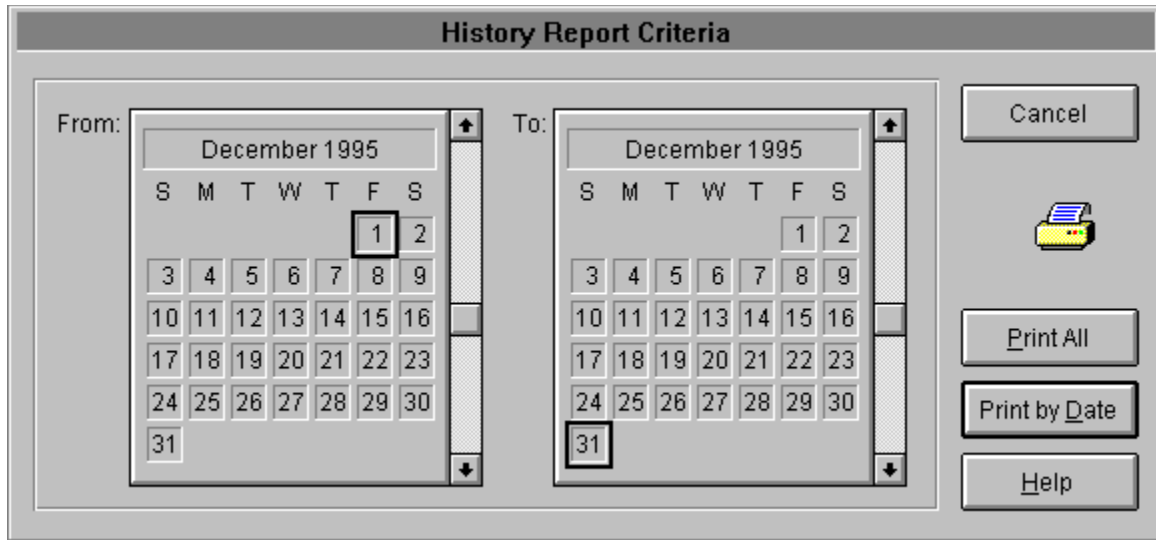 History Report Criteria
From:
December 1995
S M T W T F S
1 2
3 4 5 6 7 8 9
10 11 12 13 14 15 16
17 18 19 20 21 22 23
24 25 26 27 28 29 30
31
To:
December 1995
S M T W T F S
1 2
3 4 5 6 7 8 9
10 11 12 13 14 15 16
17 18 19 20 21 22 23
24 25 26 27 28 29 30
31
Cancel
Print All
Print by Date
Help